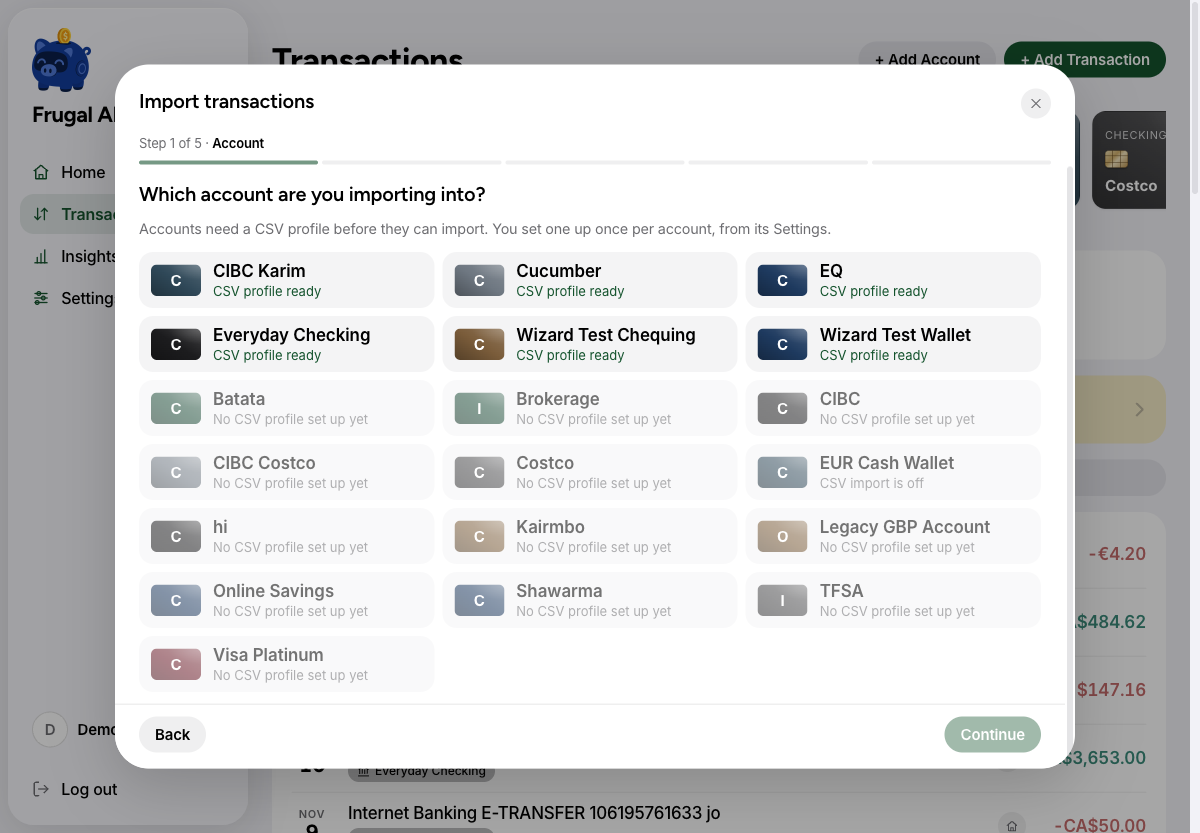 Transactions
+ Add Account
+ Add Transaction
Frugal
Home
Insights
Log out
CHECKING
Costco
Import transactions
Step 1 of 5 · Account
Which account are you importing into?
Accounts need a CSV profile before they can import. You set one up once per account, from its Settings.
C
CIBC Karim
CSV profile ready
C
Cucumber
CSV profile ready
C
EQ
CSV profile ready
C
Everyday Checking
CSV profile ready
C
Wizard Test Chequing
CSV profile ready
C
Wizard Test Wallet
CSV profile ready
C
Batata
No CSV profile set up yet
I
Brokerage
No CSV profile set up yet
C
CIBC
No CSV profile set up yet
C
CIBC Costco
No CSV profile set up yet
C
Costco
No CSV profile set up yet
C
EUR Cash Wallet
CSV import is off
C
hi
No CSV profile set up yet
C
Kairmbo
No CSV profile set up yet
O
Legacy GBP Account
No CSV profile set up yet
C
Online Savings
No CSV profile set up yet
C
Shawarma
No CSV profile set up yet
I
TFSA
No CSV profile set up yet
C
Visa Platinum
No CSV profile set up yet
Back
Continue
D
Demo
-€4.20
$484.62
$147.16
$3,653.00
Everyday Checking
NOV
9
Internet Banking E-TRANSFER 106195761633 jo
-CA$50.00